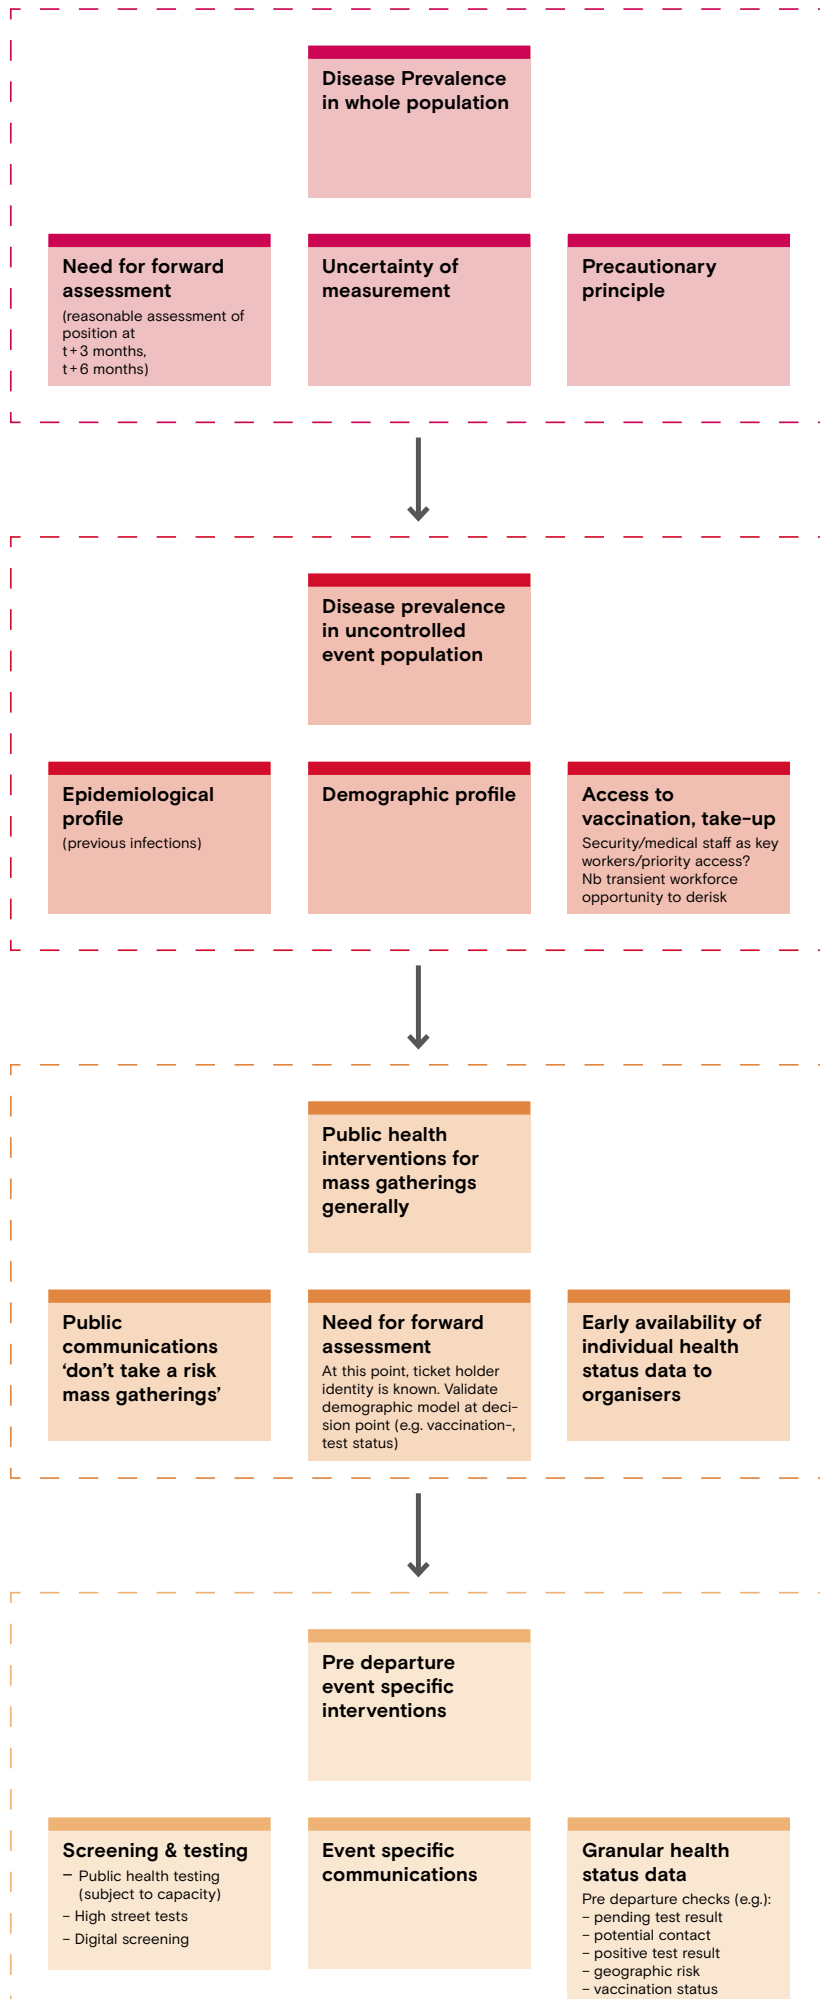 Disease Prevalence
in whole population
Need for forward
assessment
(reasonable assessment of
position at
t+3 months,
t+6 months)
Uncertainty of
measurement
Precautionary
principle
Disease prevalence
in uncontrolled
event population
Epidemiological
profile
(previous infections)
Demographic profile
Access to
vaccination, take-up
Security/medical staff as key
workers/priority access?
Nb transient workforce
opportunity to derisk
Public health
interventions for
mass gatherings
generally
Public
communications
‘don’t take a risk
mass gatherings’
Need for forward
assessment
At this point, ticket holder
identity is known. Validate
demographic model at deci-
sion point (e.g. vaccination-,
test status)
Early availability of
individual health
status data to
organisers
Pre departure
event specific
interventions
Screening & testing
– Public health testing
(subject to capacity)
– High street tests
– Digital screening
Event specific
communications
Granular health
status data
Pre departure checks (e.g.):
– pending test result
– potential contact
– positive test result
– geographic risk
– vaccination status